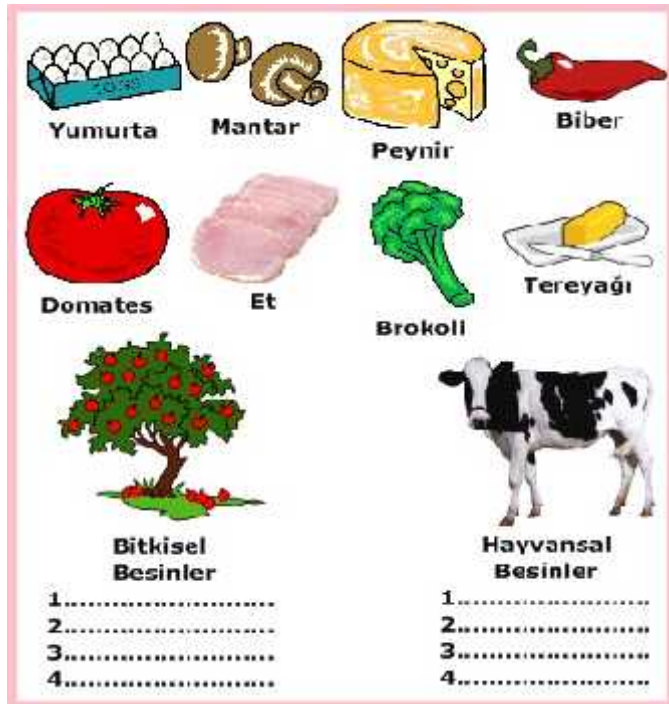 Yumurta
Mantar
Peynir
Biber
Domates
Et
Brokoli
Tereyağı
Bitkisel
Besinler
1..............................
2..............................
3..............................
4..............................
Hayvansal
Besinler
1..............................
2..............................
3..............................
4..............................